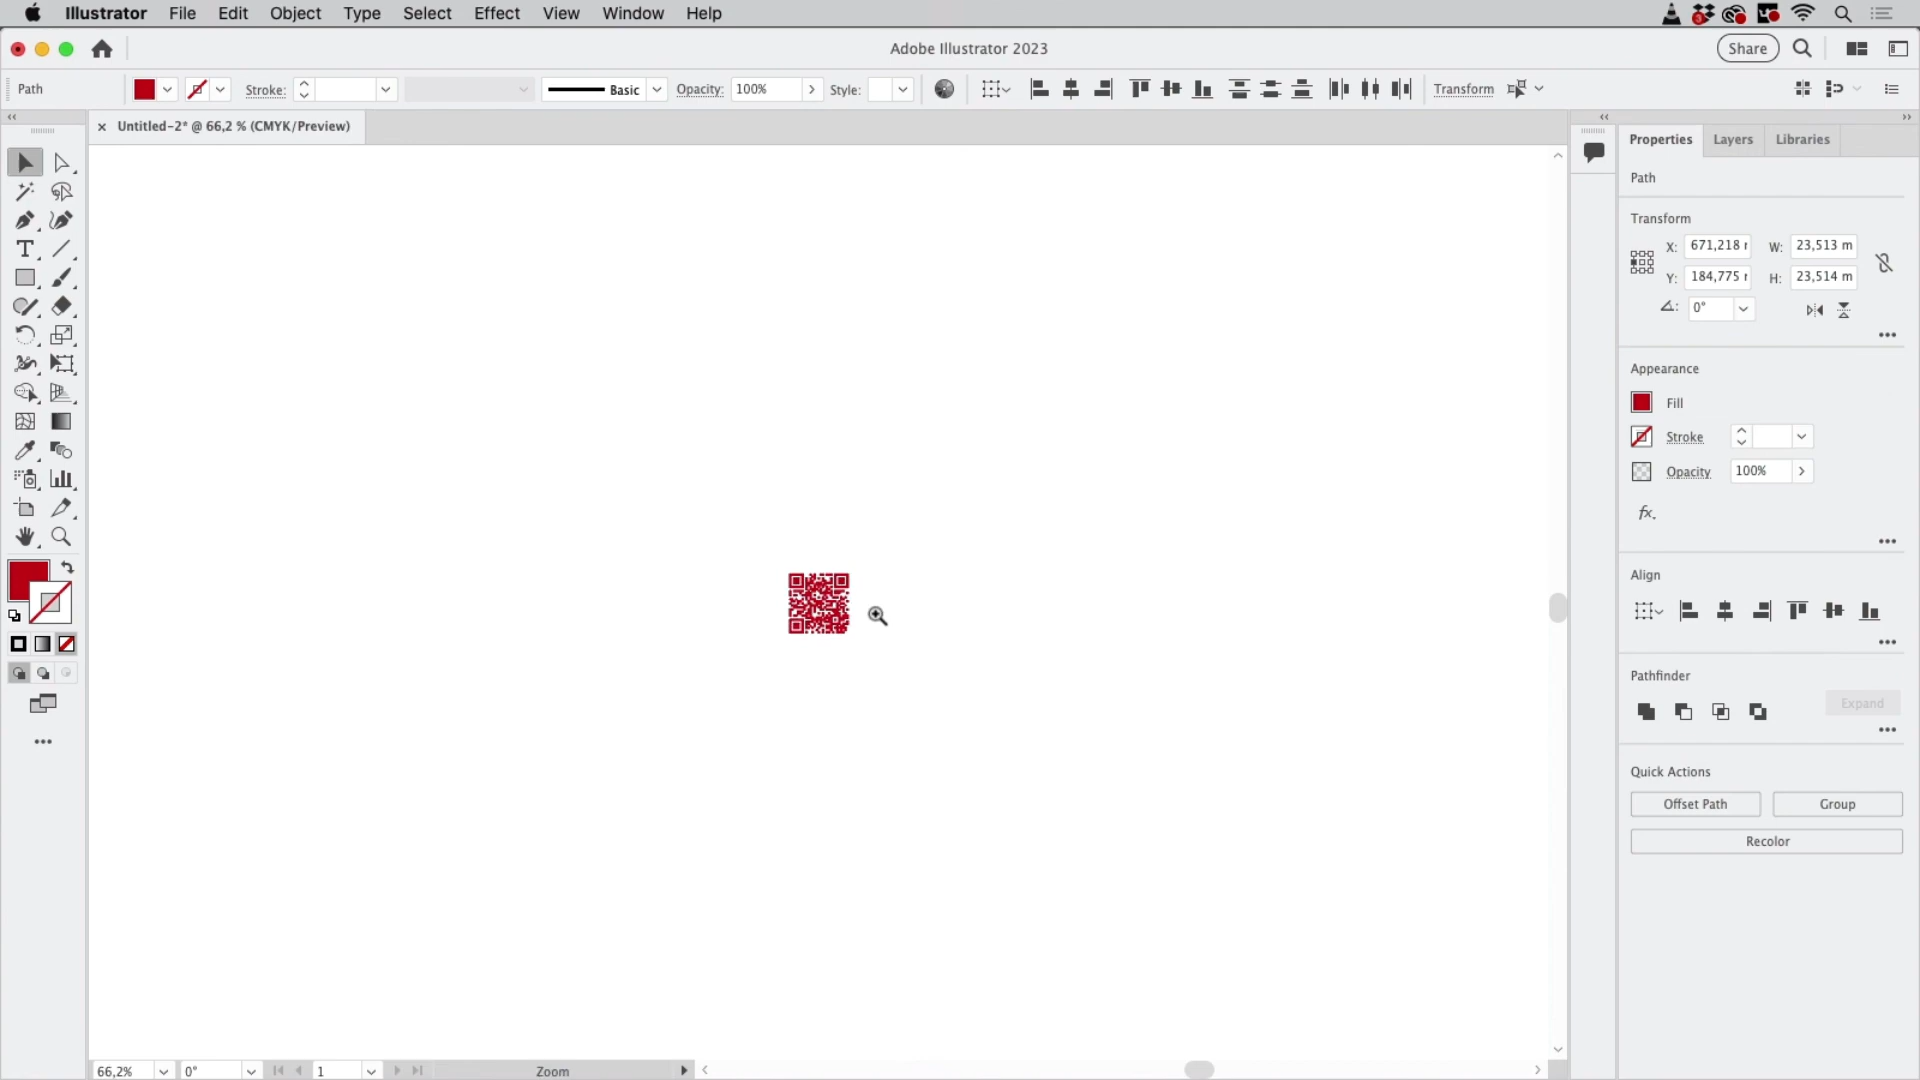 Illustrator File Edit Object Type Select Effect View Window Help
Adobe Illustrator 2023
Share
Path Stroke: Basic Opacity: 100% Style: Transform
× Untitled-2* @ 66,2 % (CMYK/Preview)
Properties Layers Libraries
Path
Transform
X: 671,218 W: 23,513 m
Y: 184,775 H: 23,514 m
0°
Appearance
Fill
Stroke
Opacity 100%
fx.
Align
Pathfinder
Expand
Quick Actions
Offset Path Group
Recolor
66,2% 0° 1 Zoom